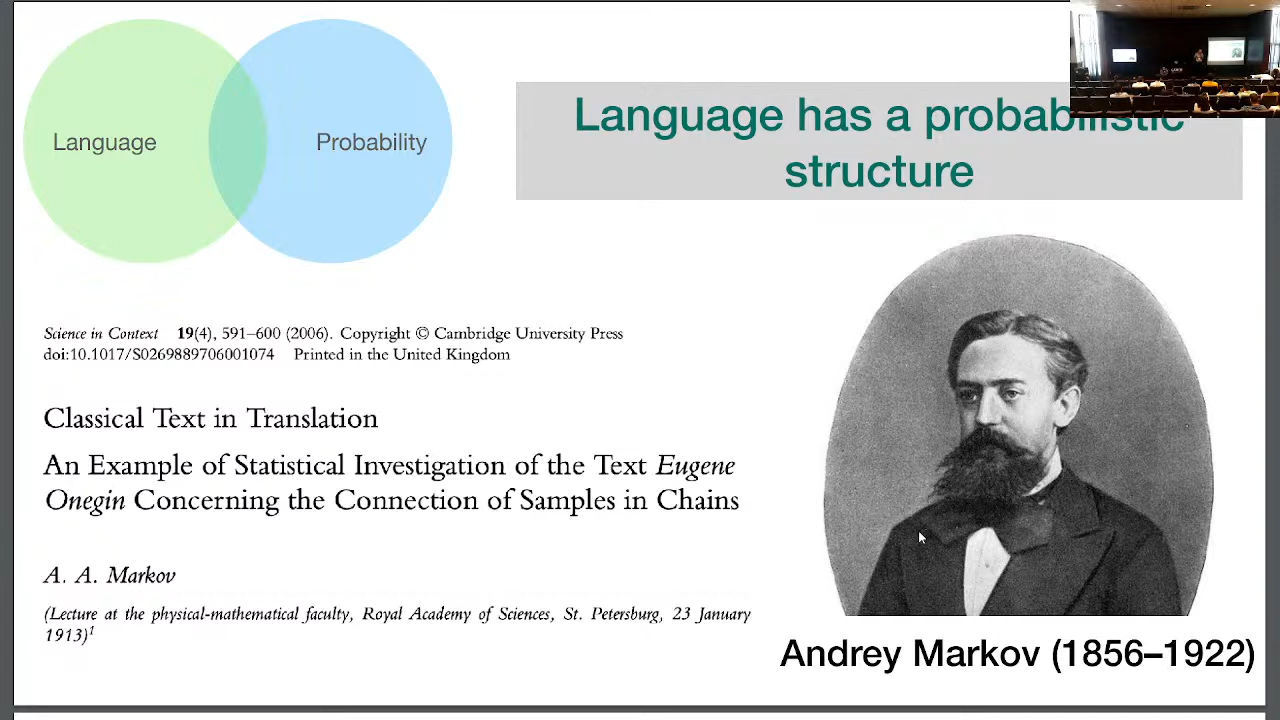 Language
Probability
Language has a probabilistic
structure
Science in Context 19(4), 591–600 (2006). Copyright © Cambridge University Press
doi:10.1017/S0269889706001074 Printed in the United Kingdom
Classical Text in Translation
An Example of Statistical Investigation of the Text Eugene
Onegin Concerning the Connection of Samples in Chains
A. A. Markov
(Lecture at the physical-mathematical faculty, Royal Academy of Sciences, St. Petersburg, 23 January
1913)1
Andrey Markov (1856–1922)